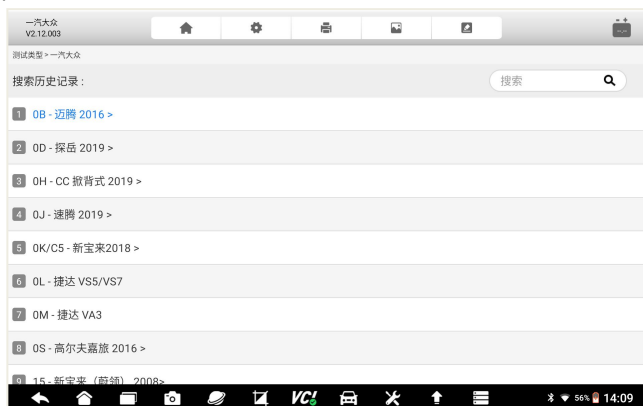 一汽大众
V2.12.003
--.--
测试类型 > 一汽大众
搜索历史记录 :
搜索
1 0B - 迈腾 2016 >
2 0D - 探岳 2019 >
3 0H - CC 掀背式 2019 >
4 0J - 速腾 2019 >
5 0K/C5 - 新宝来2018 >
6 0L - 捷达 VS5/VS7
7 0M - 捷达 VA3
8 0S - 高尔夫嘉旅 2016 >
9 15 - 新宝来（蔚领） 2008>
VCI 56% 14:09